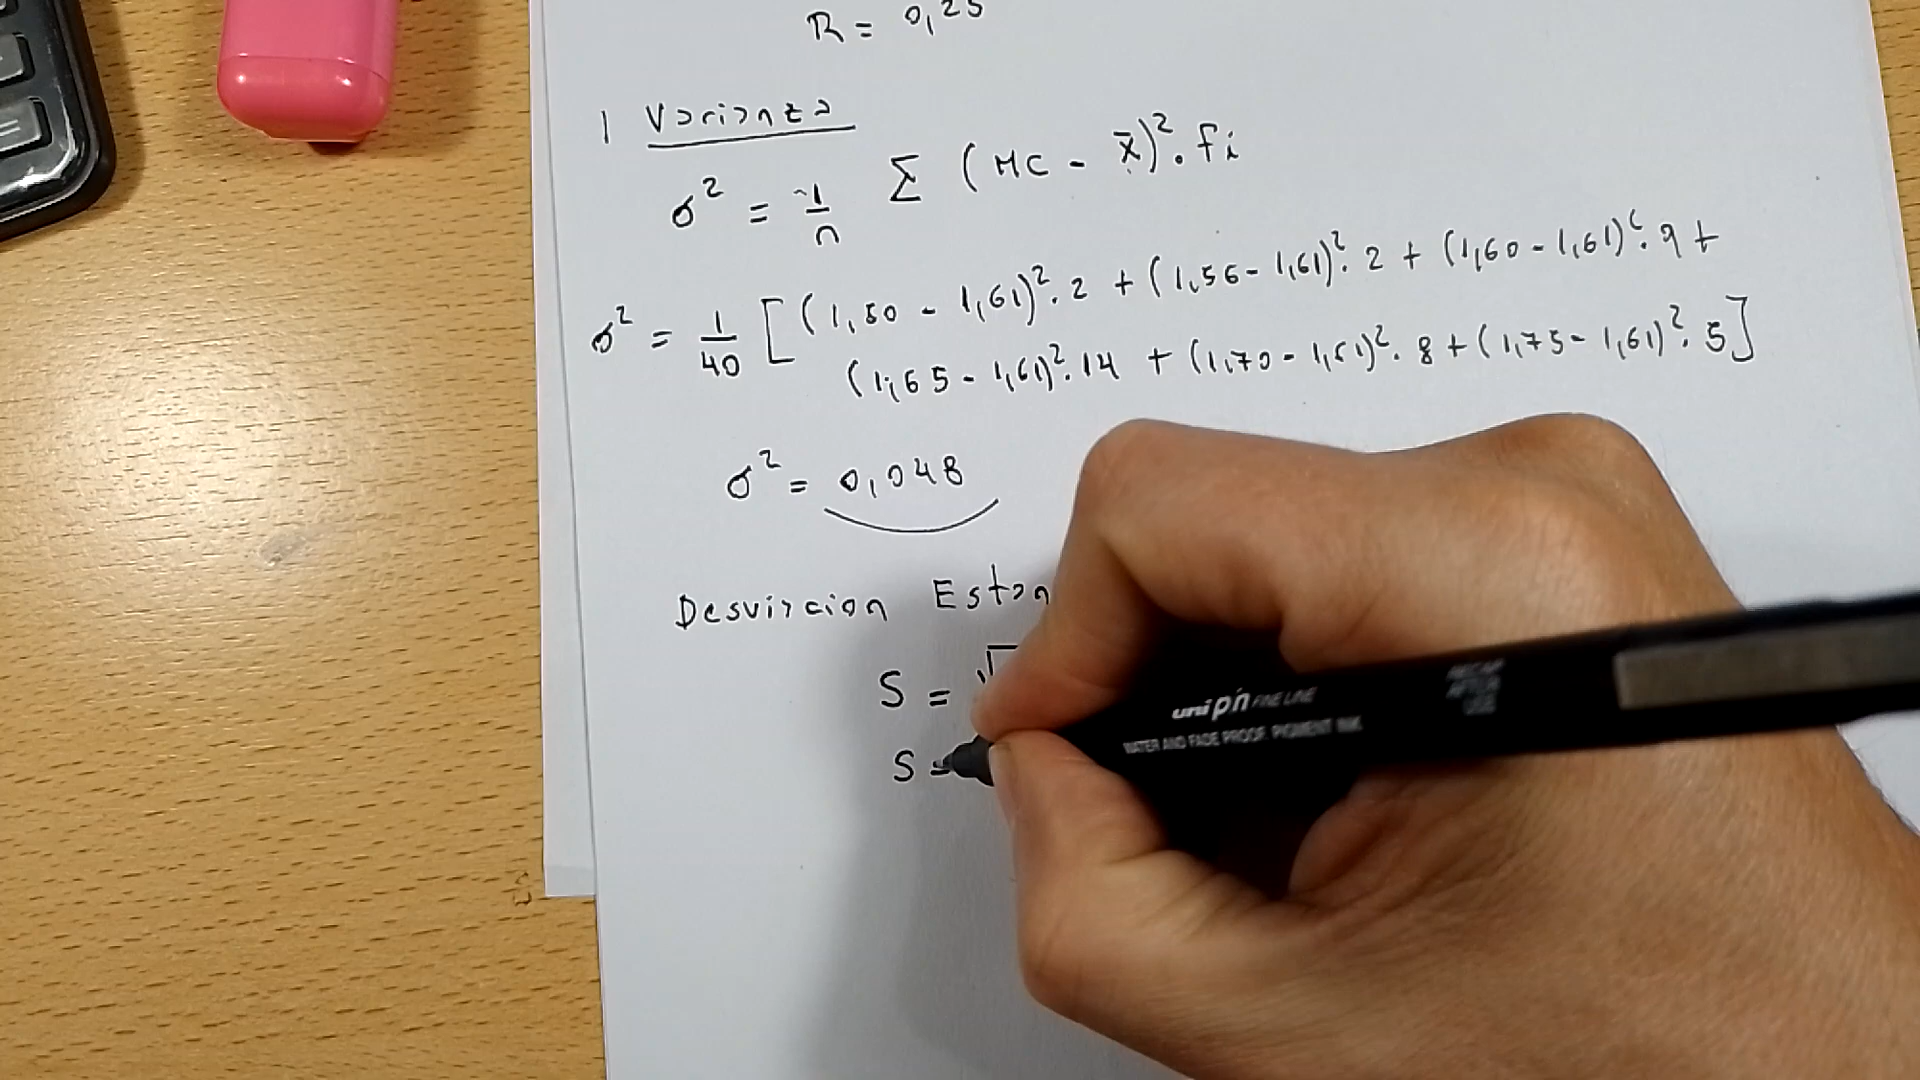 R = 0,25
1 Varianza
σ² = 1/n Σ (MC - x̄)². fi
σ² = 1/40 [(1,50 - 1,61)². 2 + (1,56 - 1,61)². 2 + (1,60 - 1,61)². 9 +
(1,65 - 1,61)². 14 + (1,70 - 1,61)². 8 + (1,75 - 1,61)². 5]
σ² = 0,048
Desviacion Estan
S = √
S =
uni pin FINE LINE
WATER AND FADE PROOF, PIGMENT INK